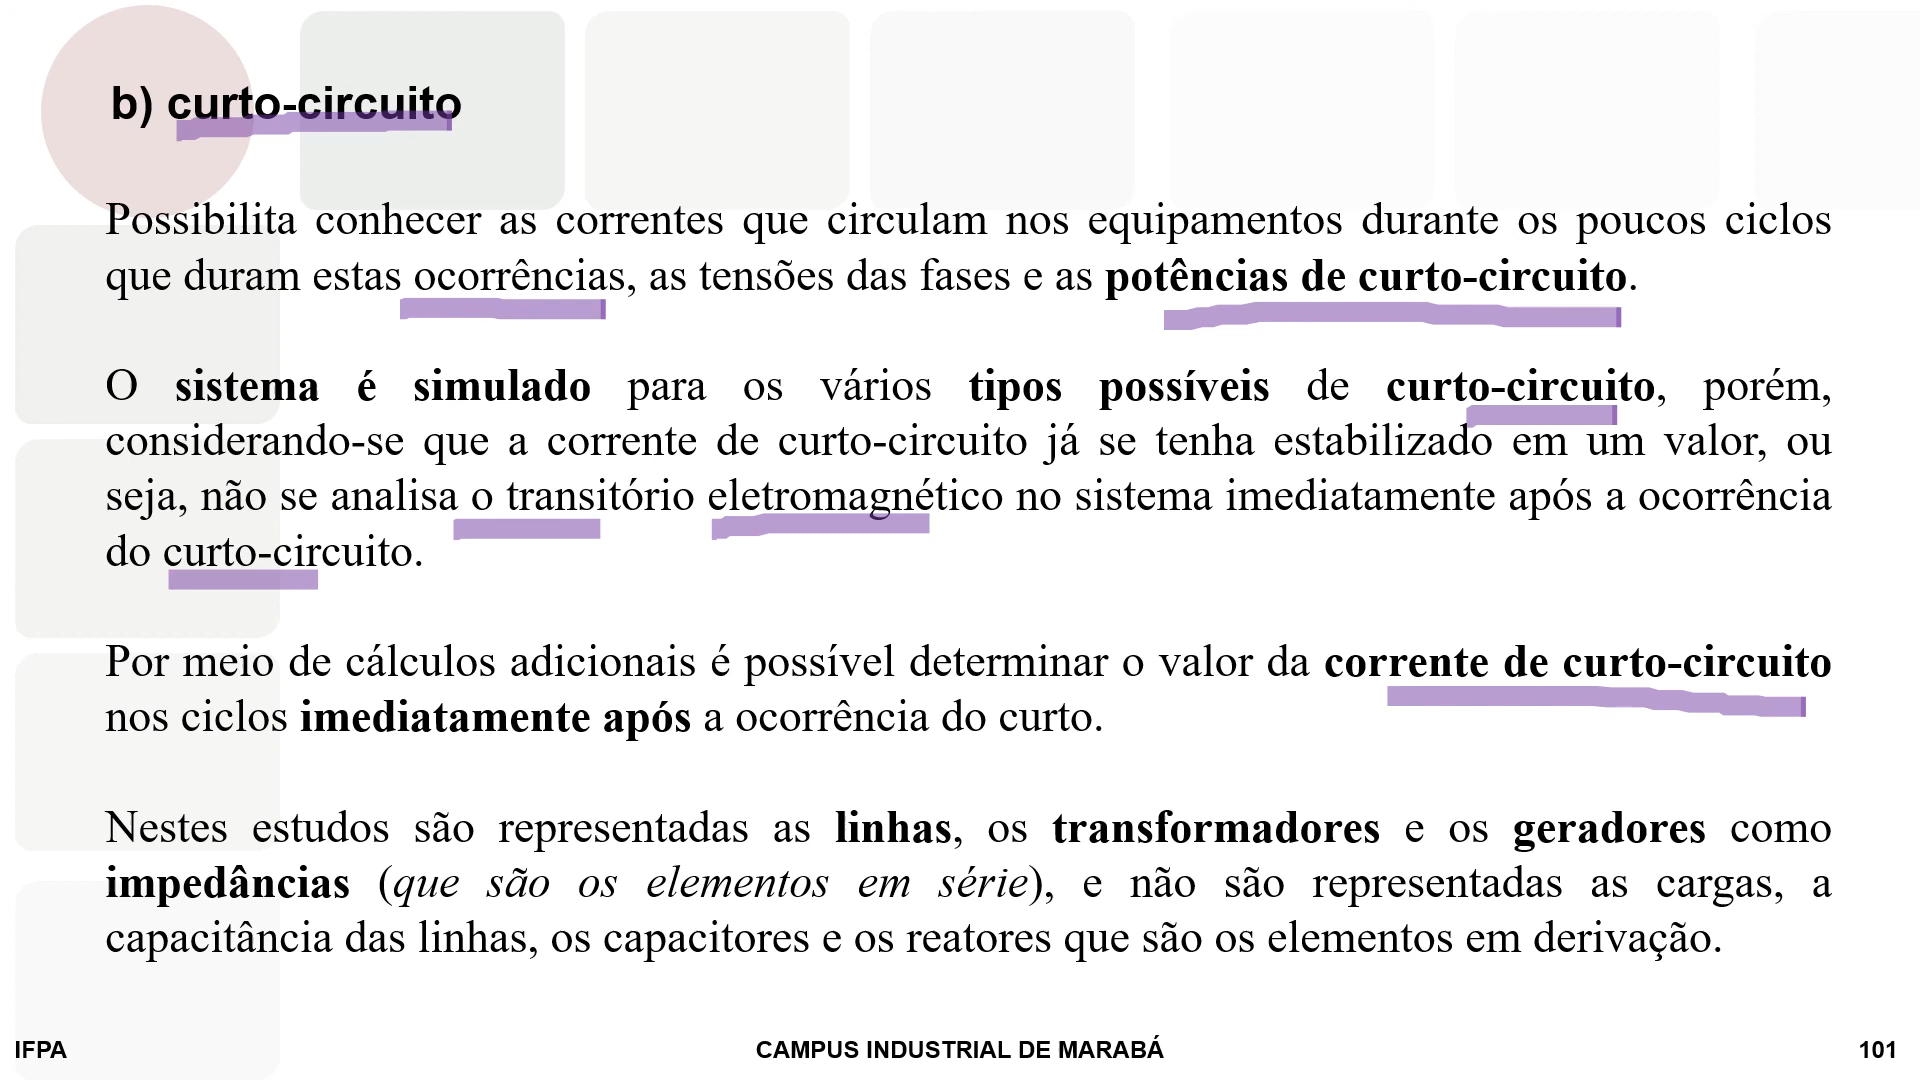 b) curto-circuito
Possibilita conhecer as correntes que circulam nos equipamentos durante os poucos ciclos
que duram estas ocorrências, as tensões das fases e as potências de curto-circuito.
O sistema é simulado para os vários tipos possíveis de curto-circuito, porém,
considerando-se que a corrente de curto-circuito já se tenha estabilizado em um valor, ou
seja, não se analisa o transitório eletromagnético no sistema imediatamente após a ocorrência
do curto-circuito.
Por meio de cálculos adicionais é possível determinar o valor da corrente de curto-circuito
nos ciclos imediatamente após a ocorrência do curto.
Nestes estudos são representadas as linhas, os transformadores e os geradores como
impedâncias (que são os elementos em série), e não são representadas as cargas, a
capacitância das linhas, os capacitores e os reatores que são os elementos em derivação.
IFPA
CAMPUS INDUSTRIAL DE MARABÁ
101